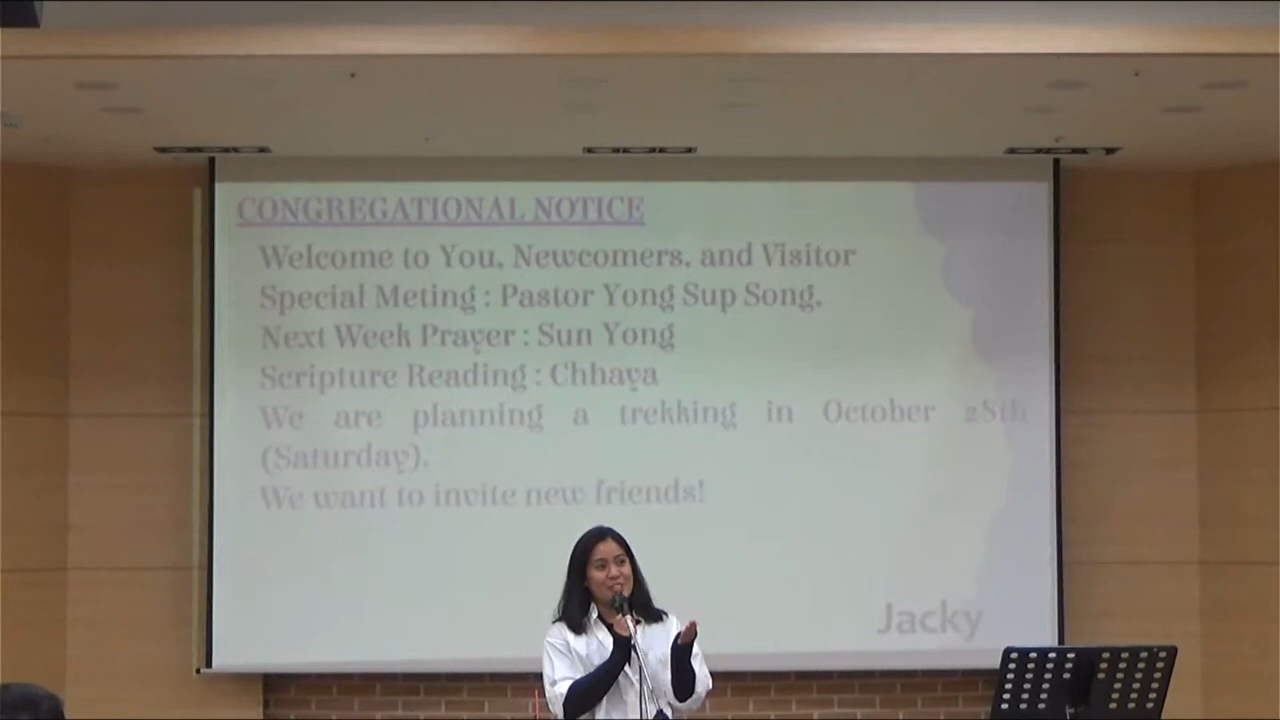 CONGREGATIONAL NOTICE
Welcome to You, Newcomers, and Visitor
Special Meting : Pastor Yong Sup Song.
Next Week Prayer : Sun Yong
Scripture Reading : Chhaya
We are planning a trekking in October 28th
(Saturday).
We want to invite new friends!
Jacky